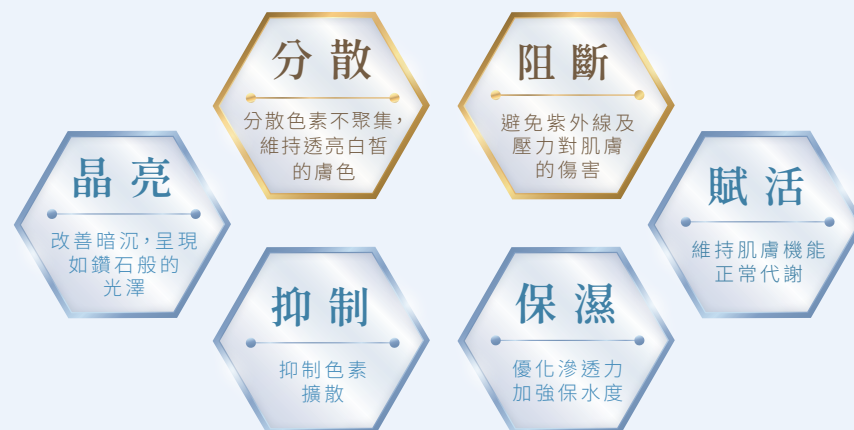 分散
分散色素不聚集,
維持透亮白皙
的膚色
阻斷
避免紫外線及
壓力對肌膚
的傷害
晶亮
改善暗沉,呈現
如鑽石般的
光澤
賦活
維持肌膚機能
正常代謝
抑制
抑制色素
擴散
保濕
優化滲透力
加強保水度